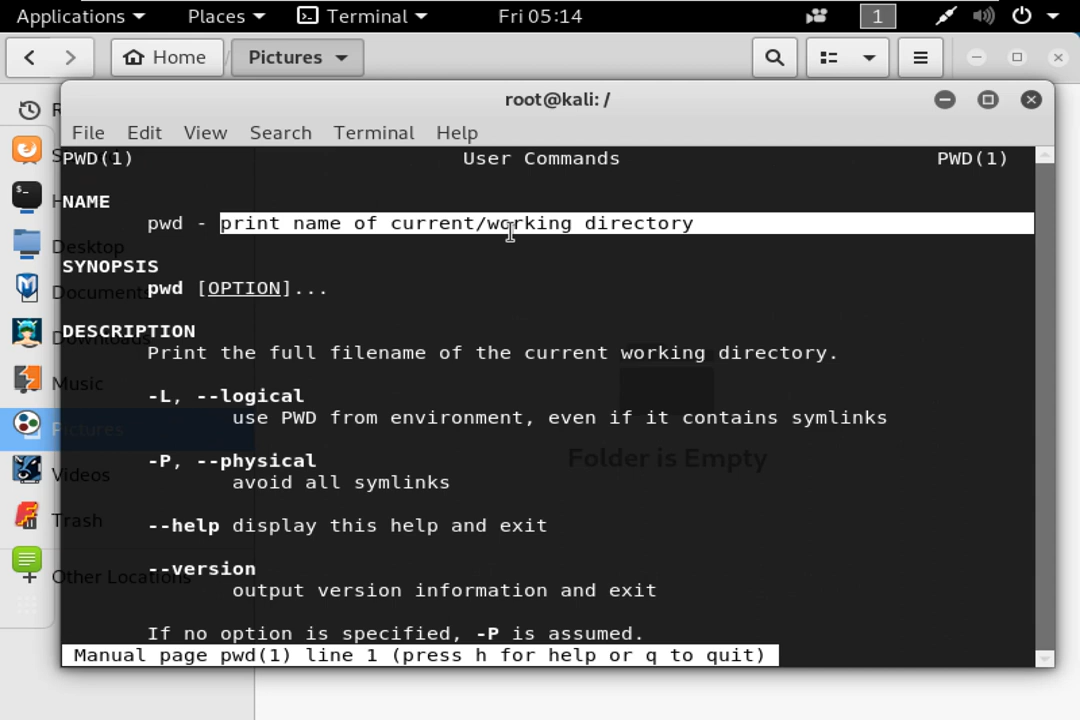 Applications Places Terminal Fri 05:14 1
Home Pictures
root@kali: /
File Edit View Search Terminal Help
PWD(1) User Commands PWD(1)
NAME
pwd - print name of current/working directory
SYNOPSIS
pwd [OPTION]...
DESCRIPTION
Print the full filename of the current working directory.
-L, --logical
use PWD from environment, even if it contains symlinks
-P, --physical
avoid all symlinks
--help display this help and exit
--version
output version information and exit
If no option is specified, -P is assumed.
Manual page pwd(1) line 1 (press h for help or q to quit)
Desktop
Documents
Downloads
Music
Pictures
Videos
Trash
Other Locations
Folder is Empty